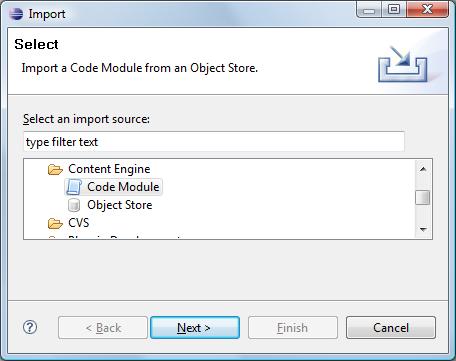 Import
Select
Import a Code Module from an Object Store.
Select an import source:
type filter text
Content Engine
Code Module
Object Store
CVS
? < Back Next > Finish Cancel